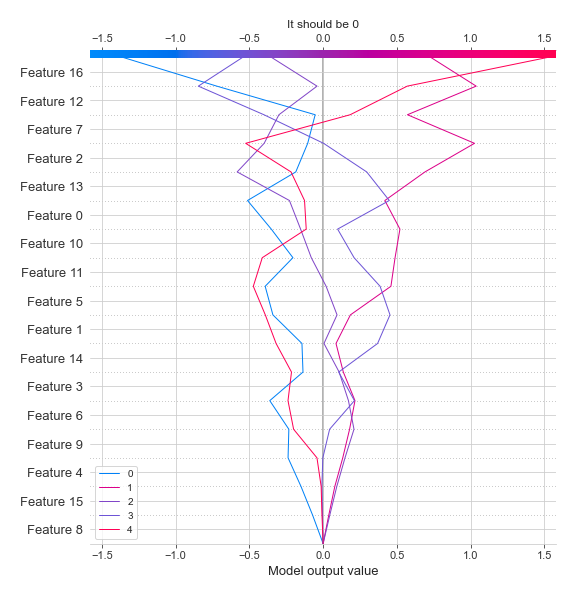 It should be 0
−1.5 −1.0 −0.5 0.0 0.5 1.0 1.5
Feature 16
Feature 12
Feature 7
Feature 2
Feature 13
Feature 0
Feature 10
Feature 11
Feature 5
Feature 1
Feature 14
Feature 3
Feature 6
Feature 9
Feature 4
Feature 15
Feature 8
0
1
2
3
4
−1.5 −1.0 −0.5 0.0 0.5 1.0 1.5
Model output value